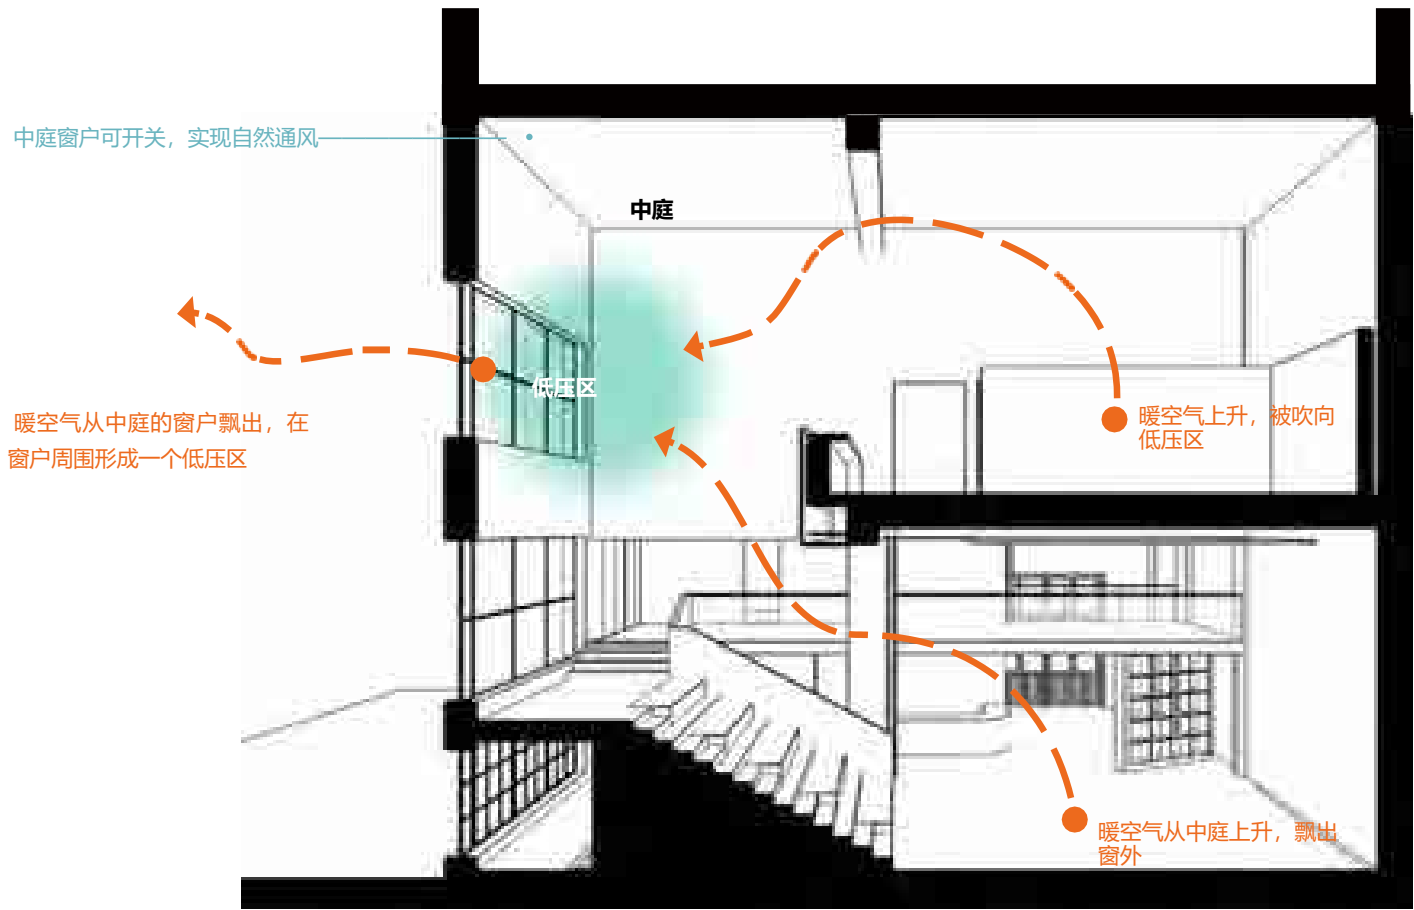 中庭窗户可开关，实现自然通风
中庭
低压区
暖空气从中庭的窗户飘出，在
窗户周围形成一个低压区
暖空气上升，被吹向
低压区
暖空气从中庭上升，飘出
窗外